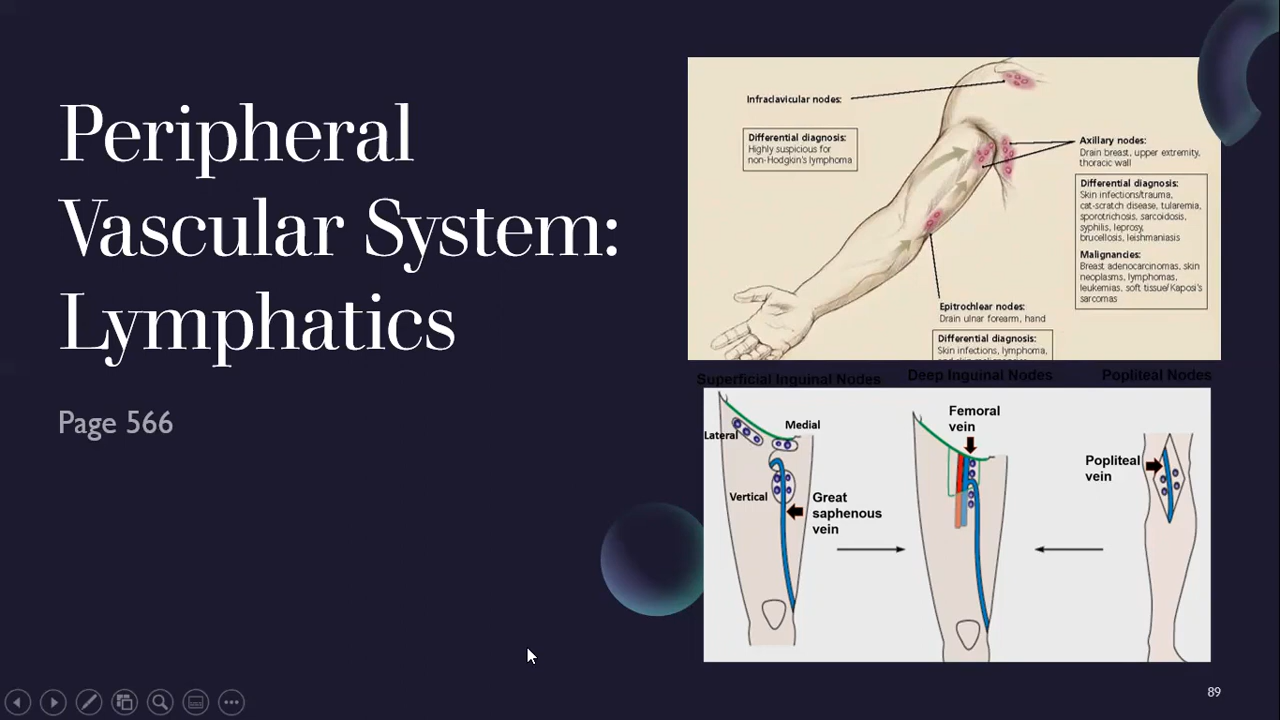 Peripheral
Vascular System:
Lymphatics
Page 566
Infraclavicular nodes:
Differential diagnosis:
Highly suspicious for
non-Hodgkin's lymphoma
Axillary nodes:
Drain breast, upper extremity,
thoracic wall
Differential diagnosis:
Skin infections/trauma,
cat-scratch disease, tularemia,
sporotrichosis, sarcoidosis,
syphilis, leprosy,
brucellosis, leishmaniasis
Malignancies:
Breast adenocarcinomas, skin
neoplasms, lymphomas,
leukemias, soft tissue/Kaposi's
sarcomas
Epitrochlear nodes:
Drain ulnar forearm, hand
Differential diagnosis:
Skin infections, lymphoma,
Superficial Inguinal Nodes
Deep Inguinal Nodes
Popliteal Nodes
Lateral
Medial
Vertical
Great
saphenous
vein
Femoral
vein
Popliteal
vein
89